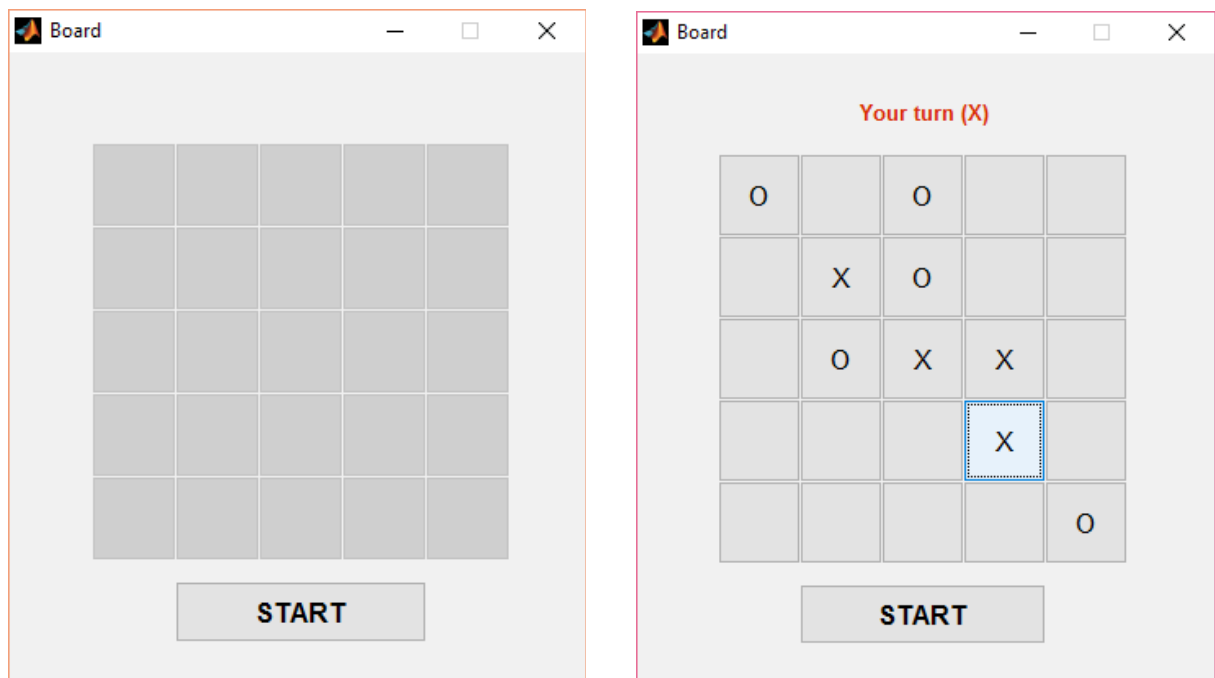 Board
START
Board
Your turn (X)
O O
X O
O X X
X
O
START